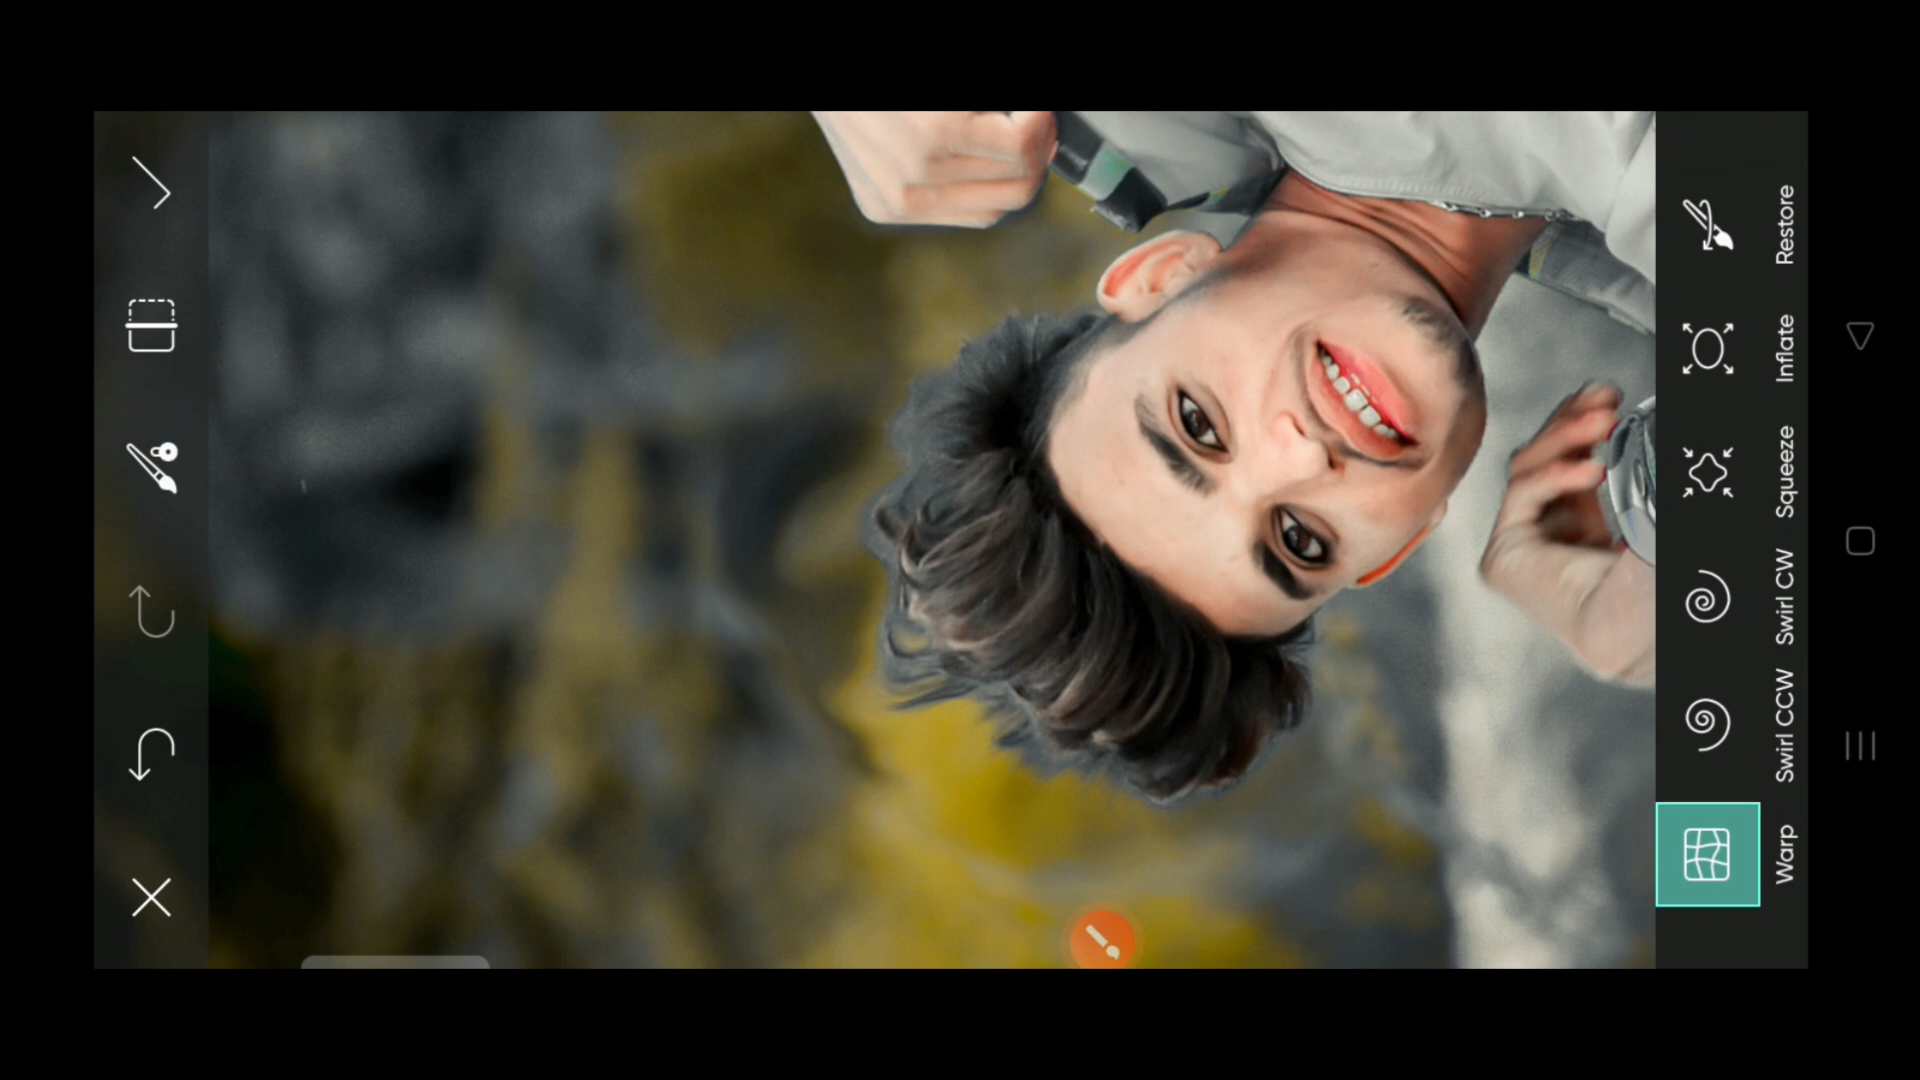 Warp
Swirl CCW
Swirl CW
Squeeze
Inflate
Restore